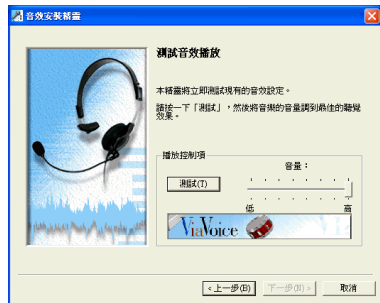 音效安裝精靈
測試音效播放
本精靈將立即測試現有的音效設定。
請按一下「測試」，然後將音樂的音量調到最佳的聽覺
效果。
播放控制項
音量：
測試(T)
低
高
ViaVoice
<上一步(B)
下一步(N)>
取消